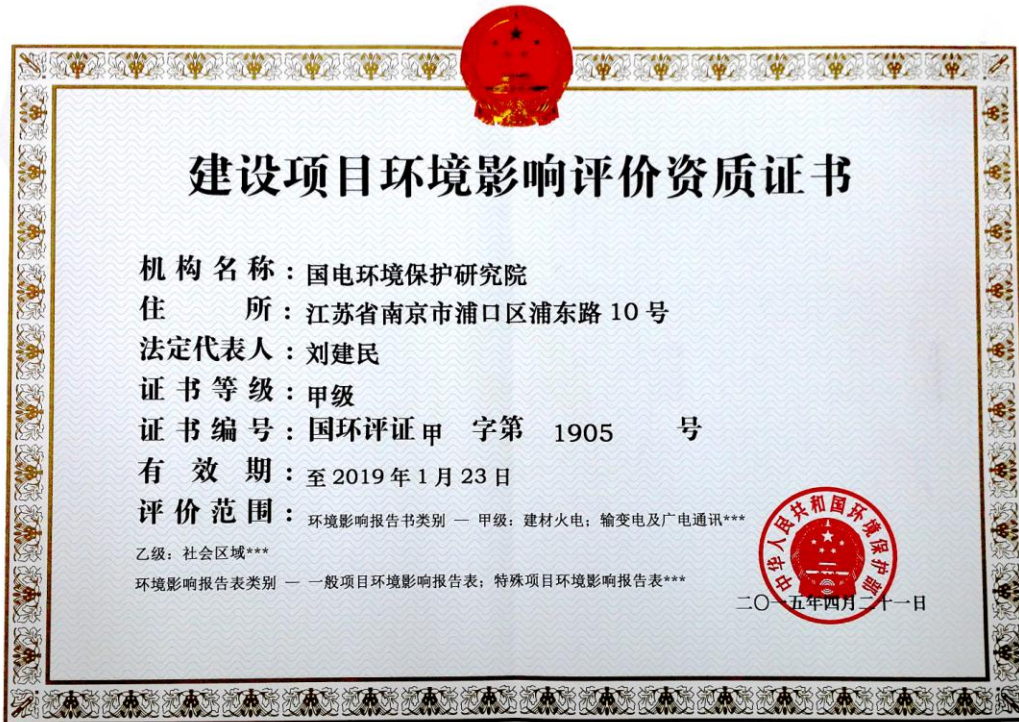 建设项目环境影响评价资质证书
机构名称：国电环境保护研究院
住 所：江苏省南京市浦口区浦东路 10 号
法定代表人：刘建民
证书等级：甲级
证书编号：国环评证 甲 字第 1905 号
有 效 期：至 2019 年 1 月 23 日
评价范围：环境影响报告书类别 — 甲级：建材火电；输变电及广电通讯***
乙级：社会区域***
环境影响报告表类别 — 一般项目环境影响报告表；特殊项目环境影响报告表***
中华人民共和国环境保护部
二〇一五年四月二十一日